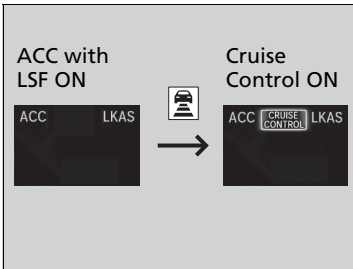 ACC with
LSF ON
ACC LKAS
Cruise
Control ON
ACC CRUISE CONTROL LKAS